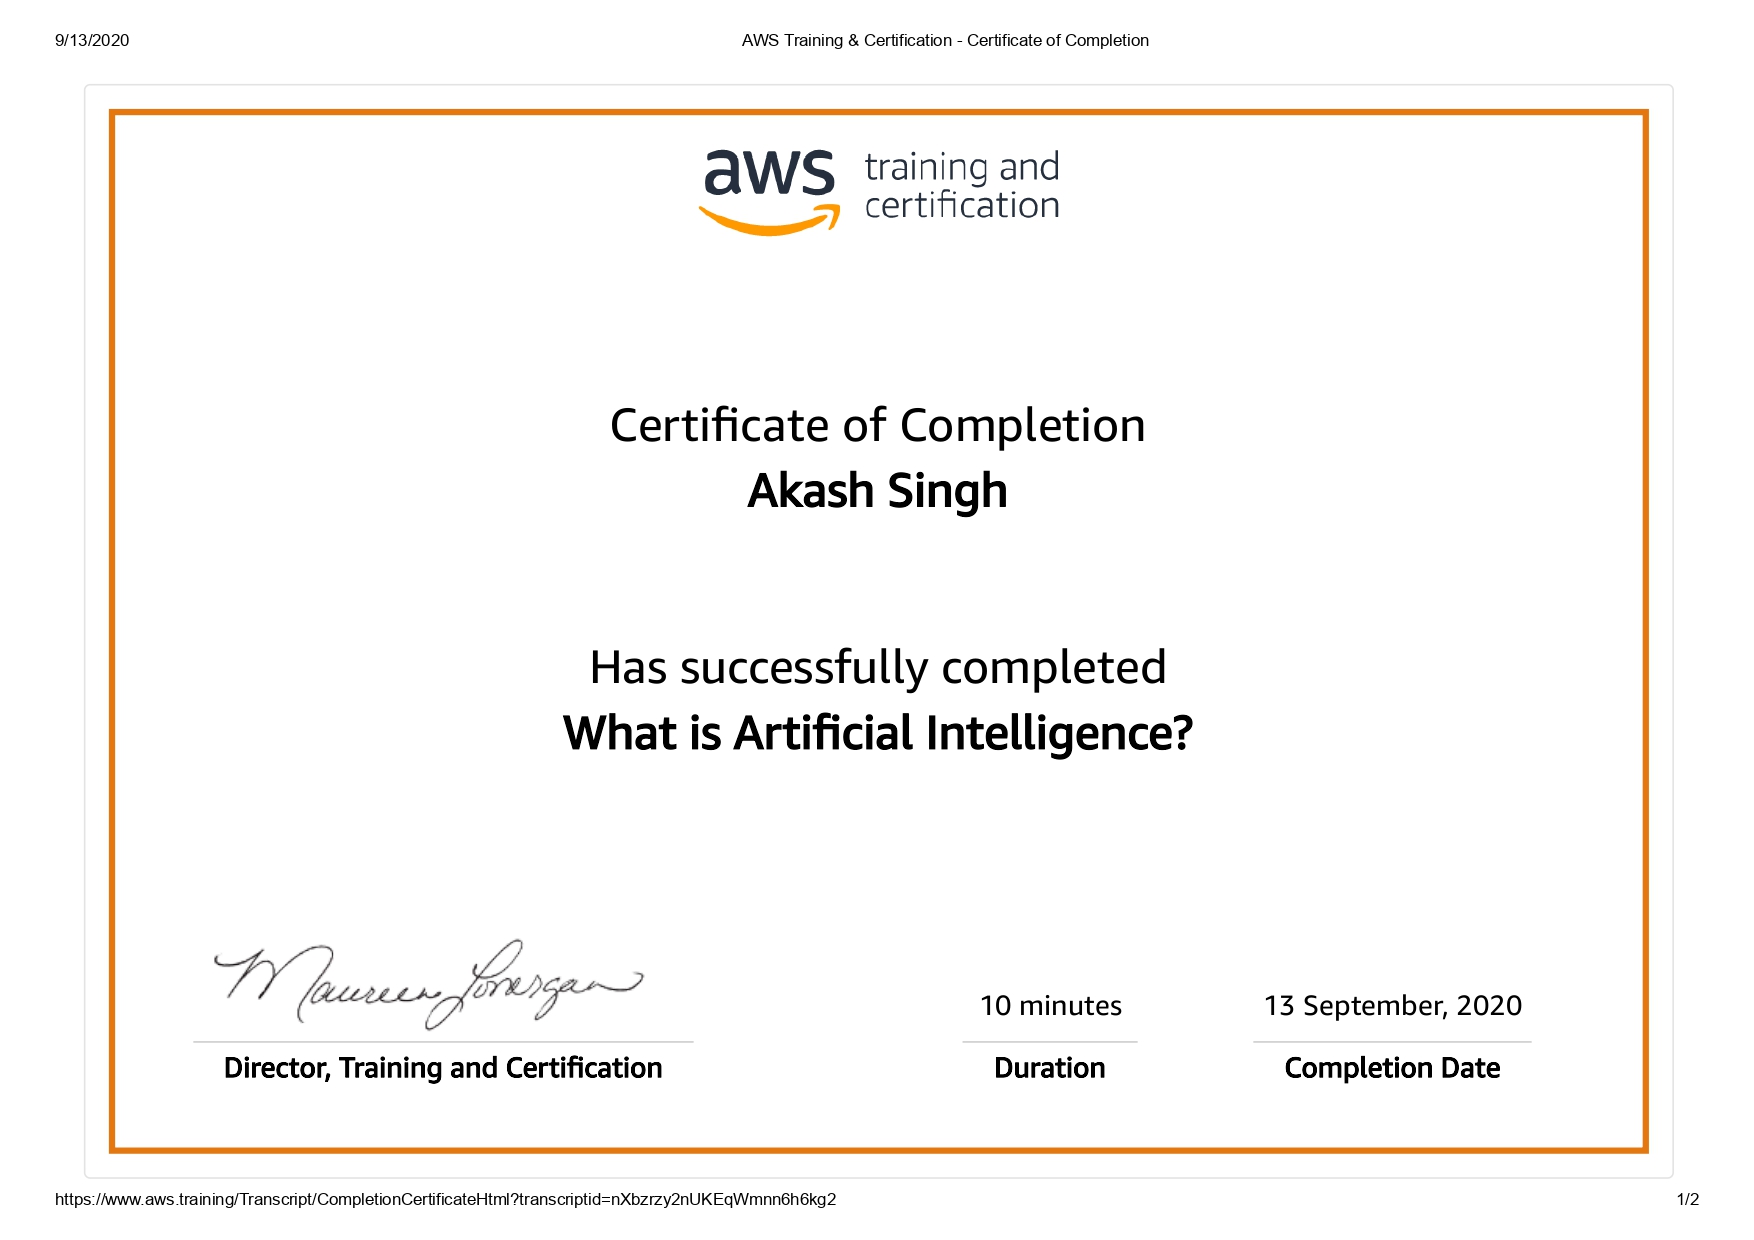 9/13/2020 AWS Training & Certification - Certificate of Completion
aws training and
certification
Certificate of Completion
Akash Singh
Has successfully completed
What is Artificial Intelligence?
Maureen Lonergan
10 minutes 13 September, 2020
Director, Training and Certification Duration Completion Date
https://www.aws.training/Transcript/CompletionCertificateHtml?transcriptid=nXbzrzy2nUKEqWmnn6h6kg2 1/2